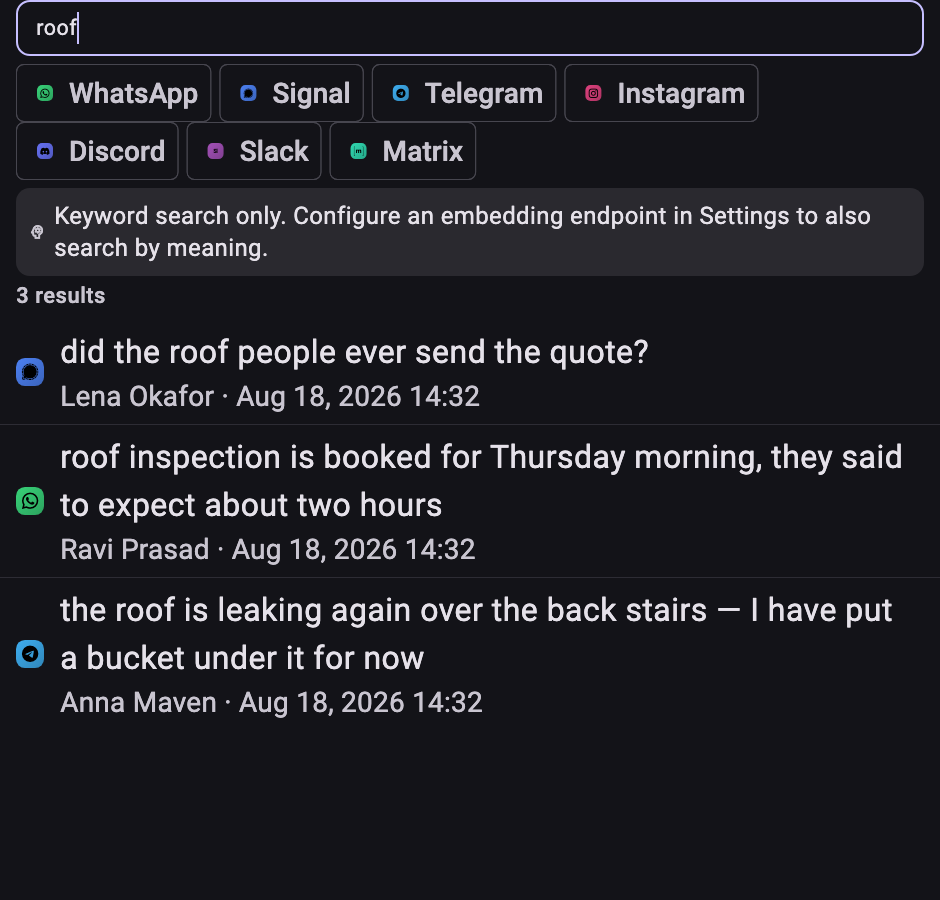 roof
WhatsApp Signal Telegram Instagram
Discord Slack Matrix
Keyword search only. Configure an embedding endpoint in Settings to also
search by meaning.
3 results
did the roof people ever send the quote?
Lena Okafor · Aug 18, 2026 14:32
roof inspection is booked for Thursday morning, they said
to expect about two hours
Ravi Prasad · Aug 18, 2026 14:32
the roof is leaking again over the back stairs — I have put
a bucket under it for now
Anna Maven · Aug 18, 2026 14:32